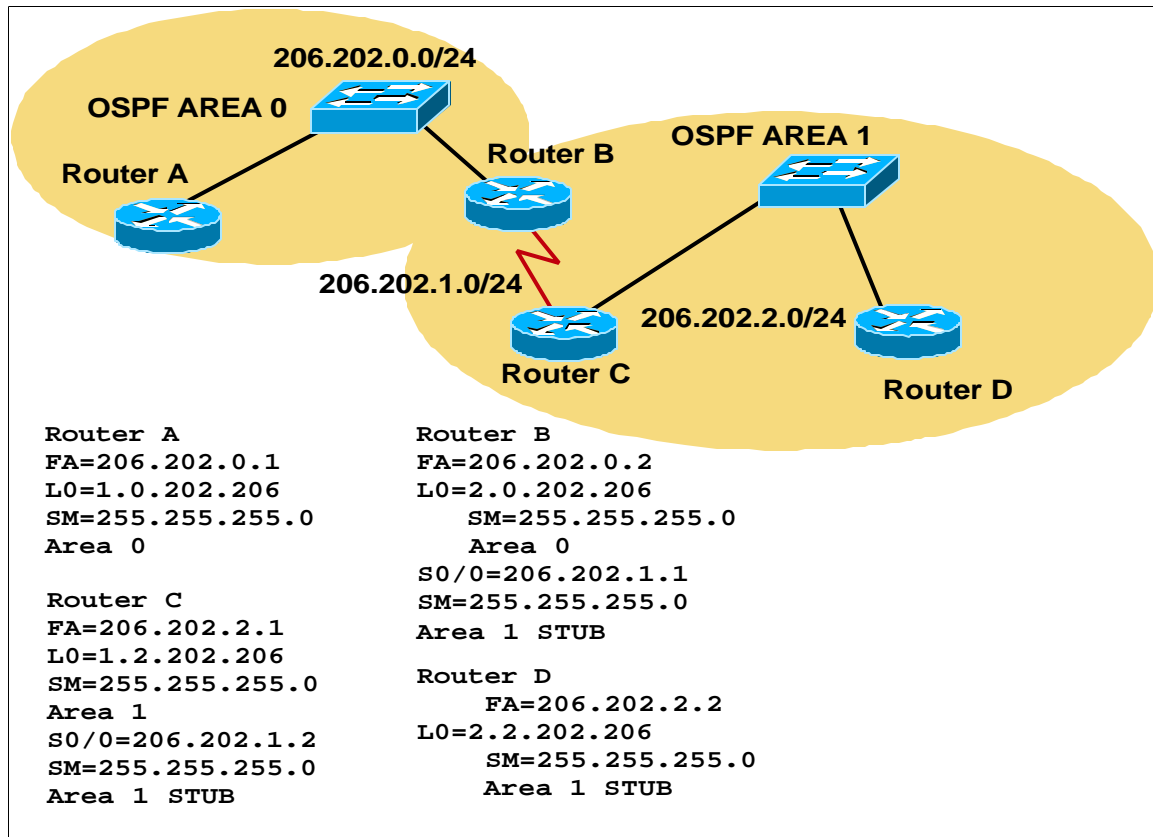 206.202.0.0/24
OSPF AREA 0
Router B
OSPF AREA 1
Router A
206.202.1.0/24
206.202.2.0/24
Router C
Router D
Router A
FA=206.202.0.1
L0=1.0.202.206
SM=255.255.255.0
Area 0
Router B
FA=206.202.0.2
L0=2.0.202.206
SM=255.255.255.0
Area 0
S0/0=206.202.1.1
SM=255.255.255.0
Area 1 STUB
Router C
FA=206.202.2.1
L0=1.2.202.206
SM=255.255.255.0
Area 1
S0/0=206.202.1.2
SM=255.255.255.0
Area 1 STUB
Router D
FA=206.202.2.2
L0=2.2.202.206
SM=255.255.255.0
Area 1 STUB